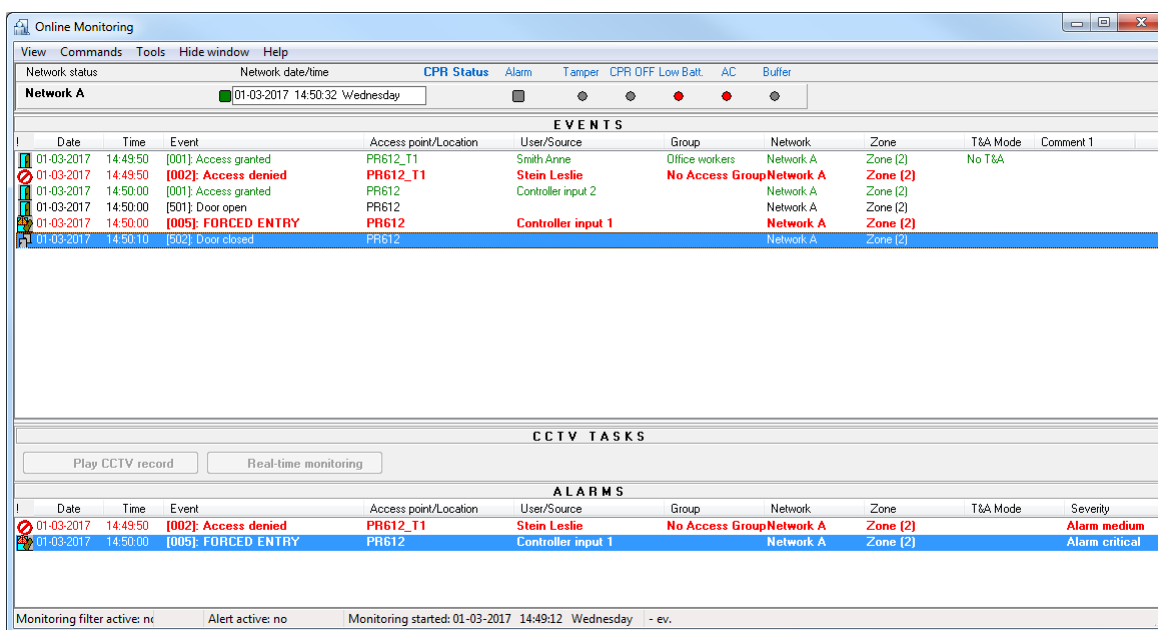 Online Monitoring
View Commands Tools Hide window Help
Network status Network date/time CPR Status Alarm Tamper CPR OFF Low Batt. AC Buffer
Network A 01-03-2017 14:50:32 Wednesday
EVENTS
! Date Time Event Access point/Location User/Source Group Network Zone T&A Mode Comment 1
01-03-2017 14:49:50 [001]: Access granted PR612_T1 Smith Anne Office workers Network A Zone (2) No T&A
01-03-2017 14:49:50 [002]: Access denied PR612_T1 Stein Leslie No Access Group Network A Zone (2)
01-03-2017 14:50:00 [001]: Access granted PR612 Controller input 2 Network A Zone (2)
01-03-2017 14:50:00 [501]: Door open PR612 Network A Zone (2)
01-03-2017 14:50:00 [005]: FORCED ENTRY PR612 Controller input 1 Network A Zone (2)
01-03-2017 14:50:10 [502]: Door closed PR612 Network A Zone (2)
CCTV TASKS
Play CCTV record Real-time monitoring
ALARMS
! Date Time Event Access point/Location User/Source Group Network Zone T&A Mode Severity
01-03-2017 14:49:50 [002]: Access denied PR612_T1 Stein Leslie No Access Group Network A Zone (2) Alarm medium
01-03-2017 14:50:00 [005]: FORCED ENTRY PR612 Controller input 1 Network A Zone (2) Alarm critical
Monitoring filter active: no Alert active: no Monitoring started: 01-03-2017 14:49:12 Wednesday - ev.